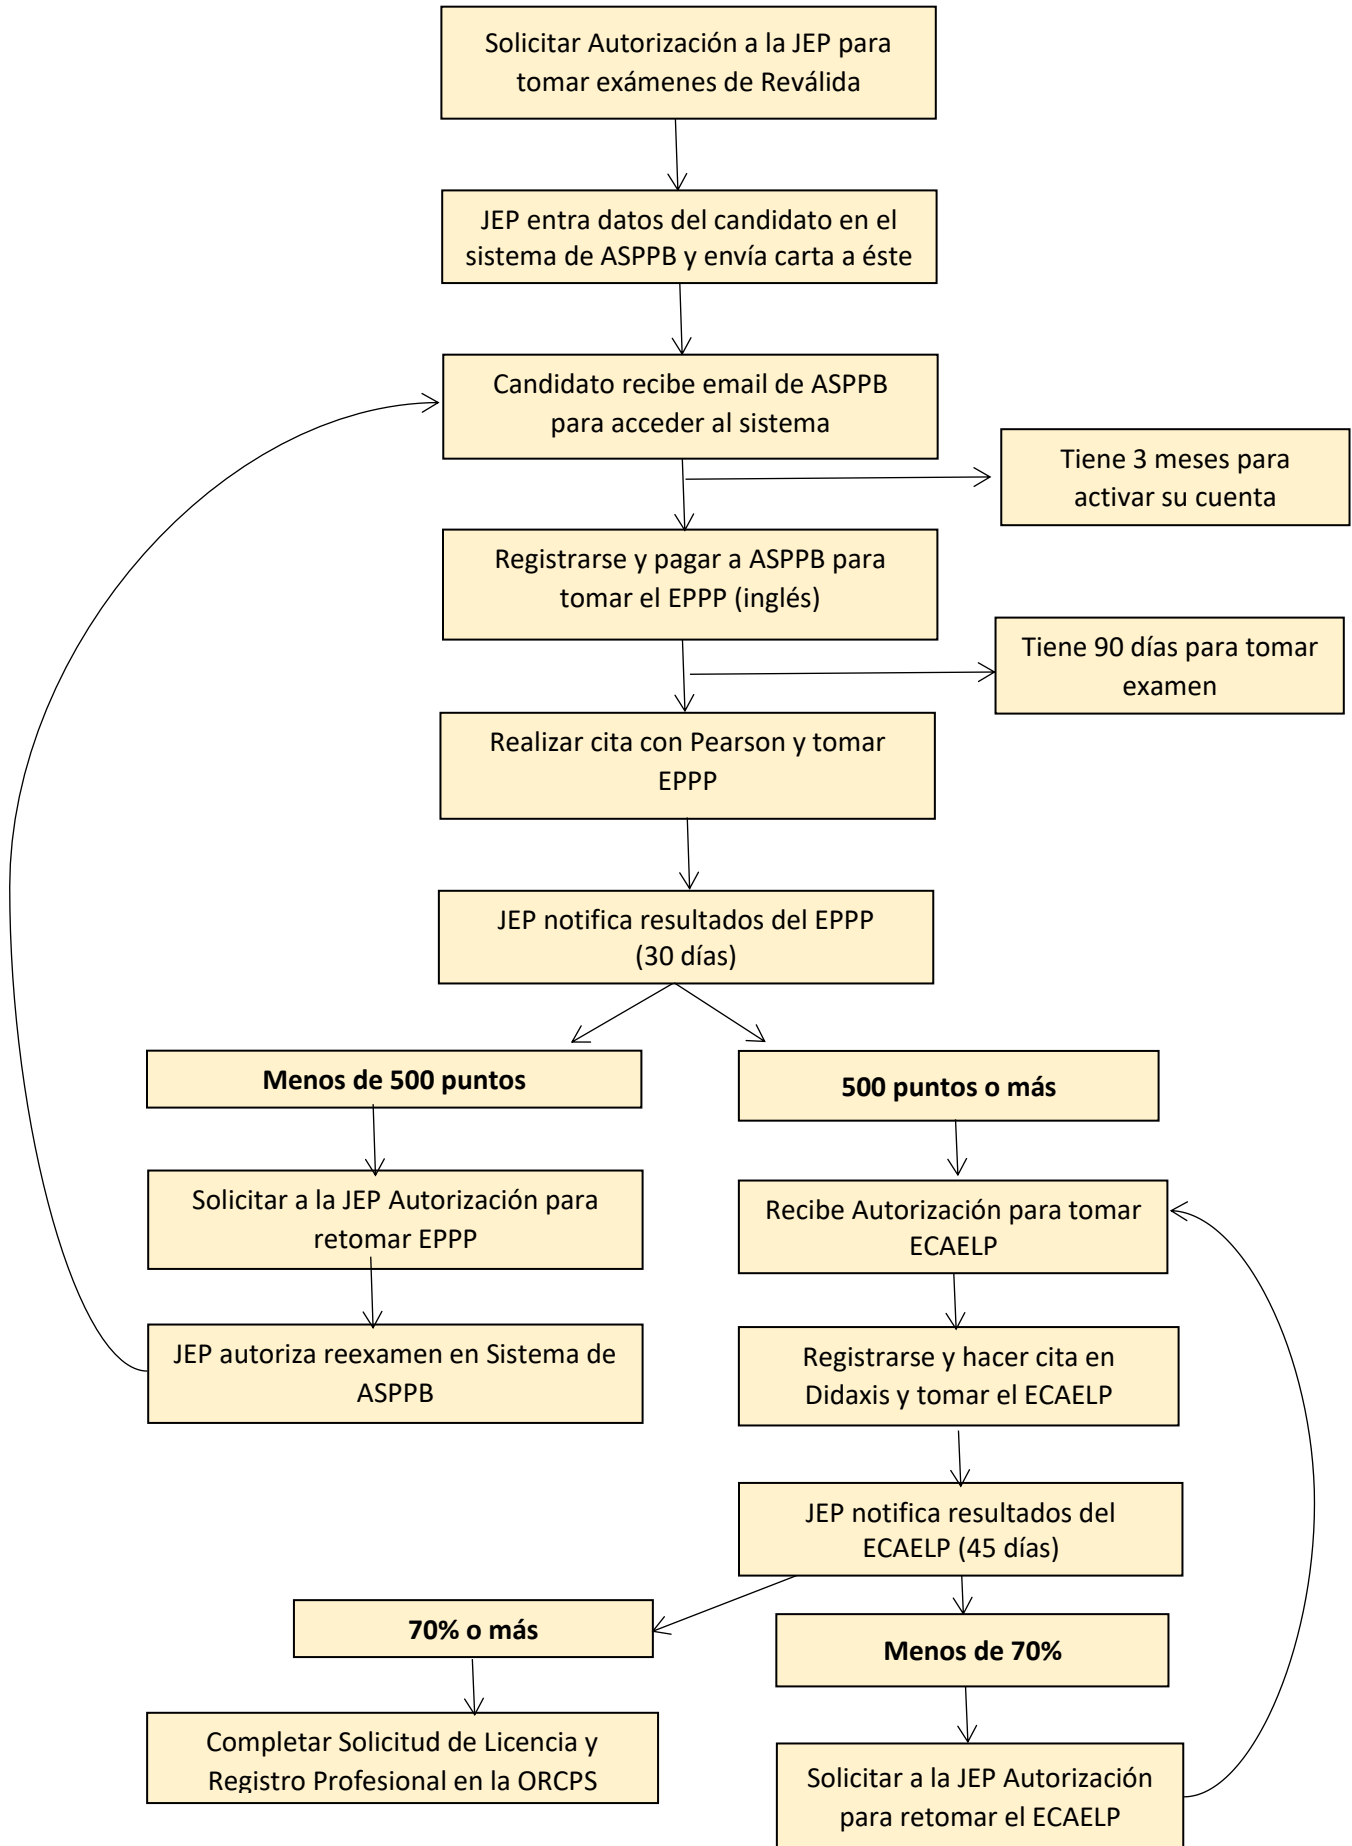 Solicitar Autorización a la JEP para
tomar exámenes de Reválida
JEP entra datos del candidato en el
sistema de ASPPB y envía carta a éste
Candidato recibe email de ASPPB
para acceder al sistema
Tiene 3 meses para
activar su cuenta
Registrarse y pagar a ASPPB para
tomar el EPPP (inglés)
Tiene 90 días para tomar
examen
Realizar cita con Pearson y tomar
EPPP
JEP notifica resultados del EPPP
(30 días)
Menos de 500 puntos
500 puntos o más
Solicitar a la JEP Autorización para
retomar EPPP
Recibe Autorización para tomar
ECAELP
JEP autoriza reexamen en Sistema de
ASPPB
Registrarse y hacer cita en
Didaxis y tomar el ECAELP
JEP notifica resultados del
ECAELP (45 días)
70% o más
Menos de 70%
Completar Solicitud de Licencia y
Registro Profesional en la ORCPS
Solicitar a la JEP Autorización
para retomar el ECAELP